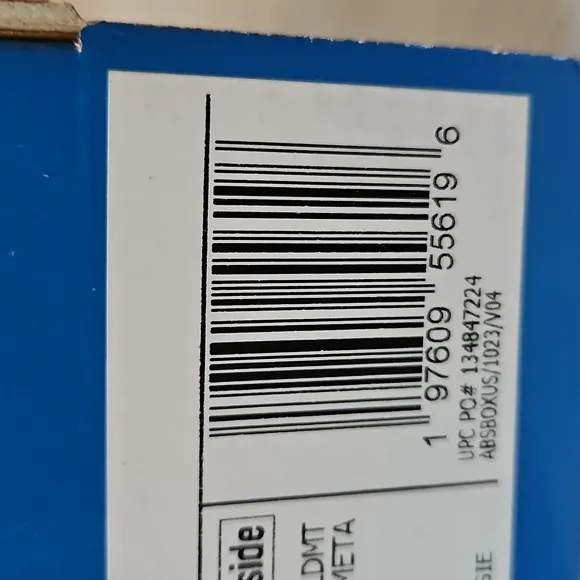 1 97609 55619 6
UPC PO# 134847224
ABSBOXUS/1023/V04
side
LDMT
META
SIE